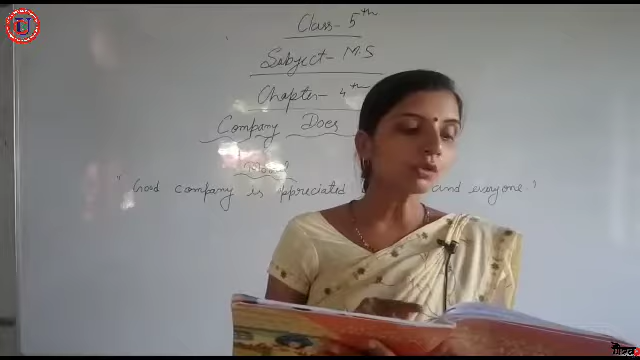 Class- 5th
Subject- M.S
Chapter- 4th
Company Does
"Good company is appreciated and everyone."
U